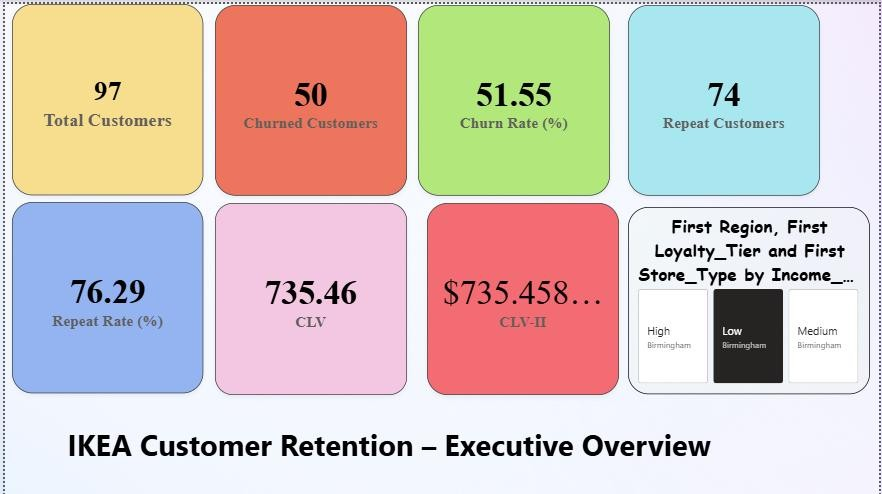 97
Total Customers
50
Churned Customers
51.55
Churn Rate (%)
74
Repeat Customers
76.29
Repeat Rate (%)
735.46
CLV
$735.458…
CLV-II
First Region, First
Loyalty_Tier and First
Store_Type by Income_...
High
Birmingham
Low
Birmingham
Medium
Birmingham
IKEA Customer Retention – Executive Overview